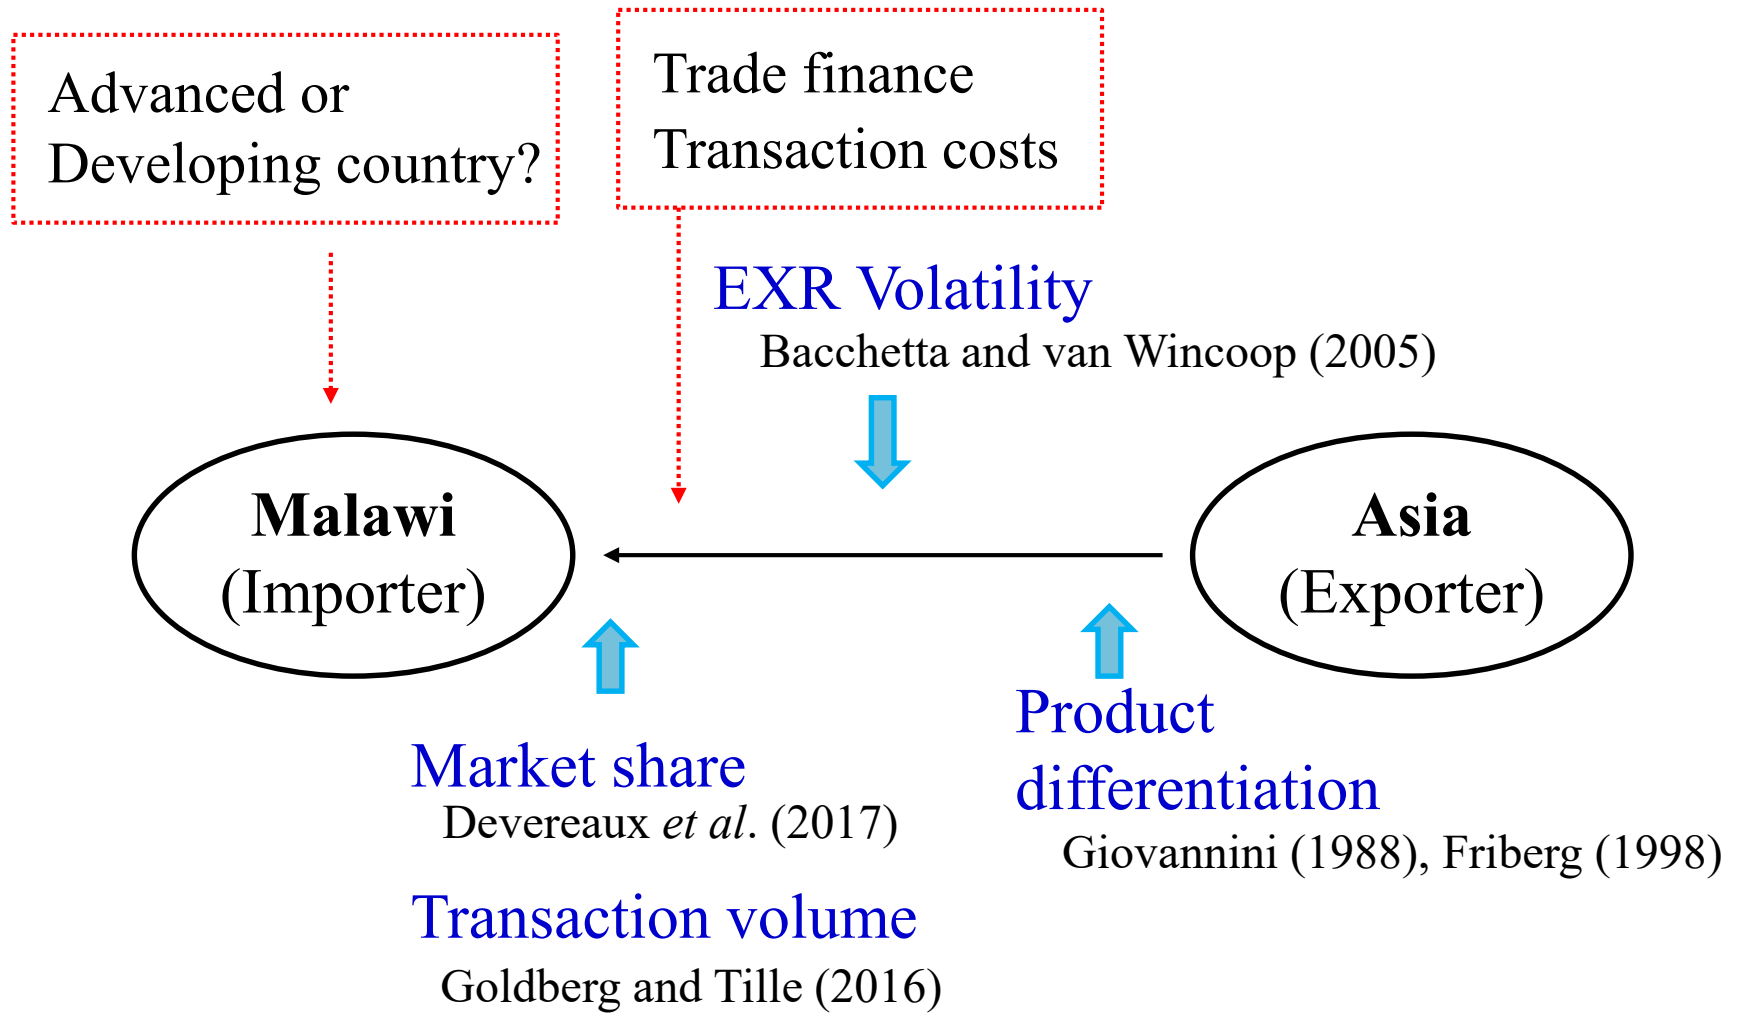 Advanced or
Developing country?
Trade finance
Transaction costs
EXR Volatility
Bacchetta and van Wincoop (2005)
Malawi
(Importer)
Asia
(Exporter)
Market share
Devereaux et al. (2017)
Transaction volume
Goldberg and Tille (2016)
Product
differentiation
Giovannini (1988), Friberg (1998)